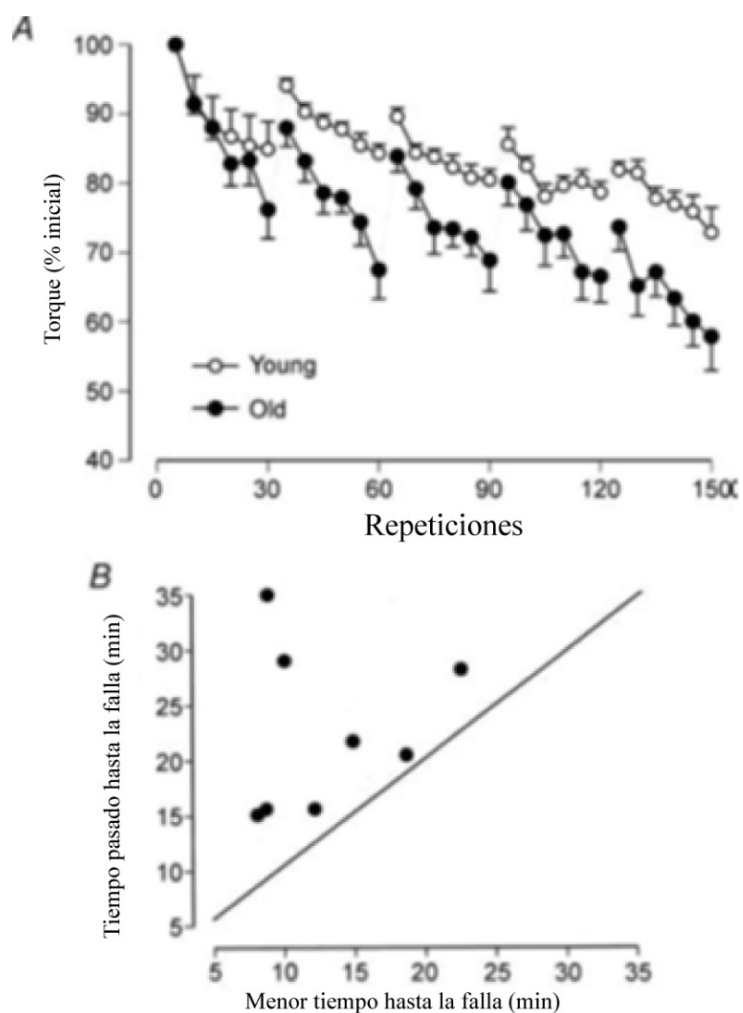 A
100
90
80
70
60
50
40
Torque (% inicial)
Young
Old
0 30 60 90 120 1500
Repeticiones
B
35
30
25
20
15
10
5
Tiempo pasado hasta la falla (min)
5 10 15 20 25 30 35
Menor tiempo hasta la falla (min)